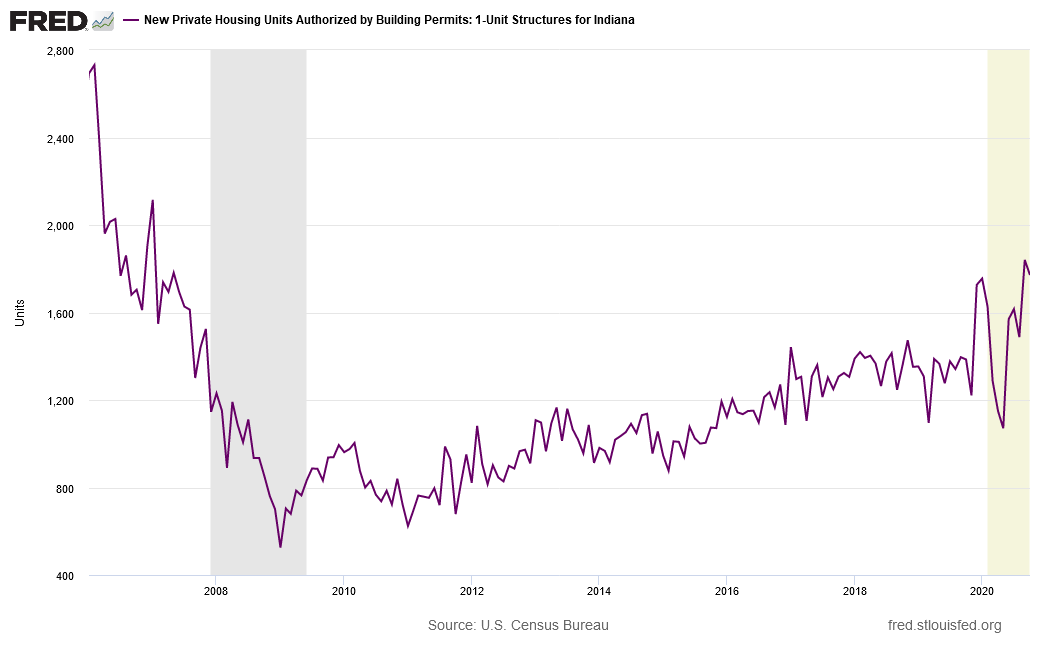 FRED New Private Housing Units Authorized by Building Permits: 1-Unit Structures for Indiana
2,800
2,400
2,000
1,600
1,200
800
400
Units
2008 2010 2012 2014 2016 2018 2020
Source: U.S. Census Bureau fred.stlouisfed.org